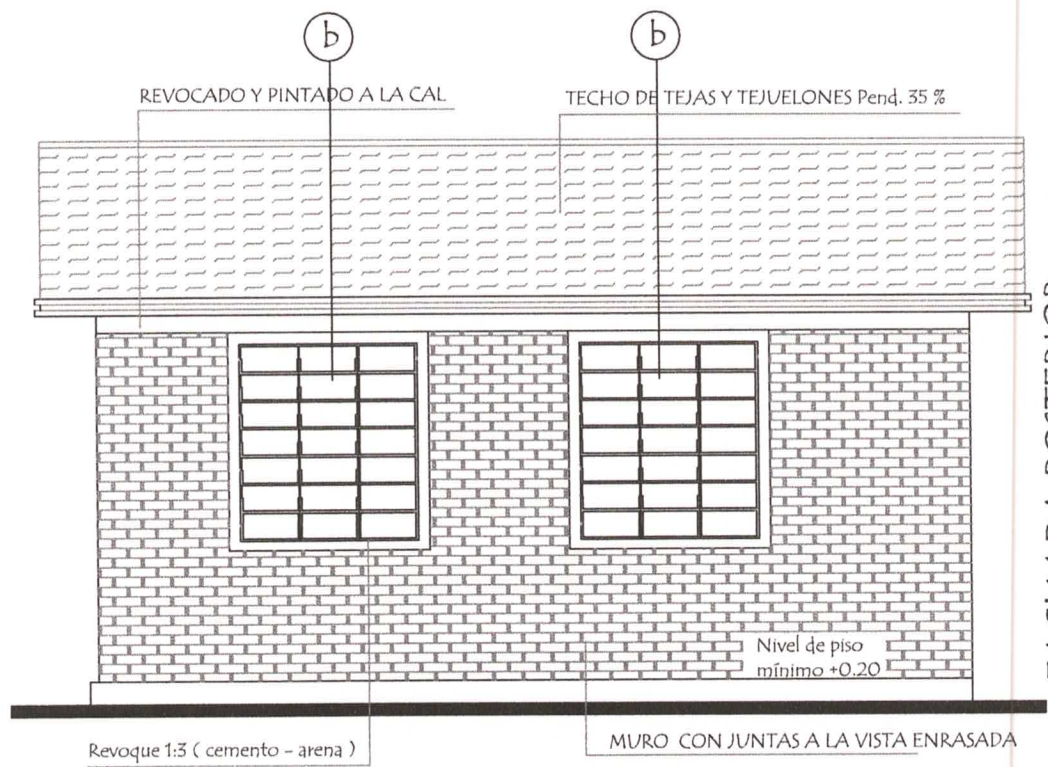 b
b
REVOCADO Y PINTADO A LA CAL
TECHO DE TEJAS Y TEJUELONES Pend. 35 %
Nivel de piso
mínimo +0.20
Revoque 1:3 ( cemento - arena )
MURO CON JUNTAS A LA VISTA ENRASADA